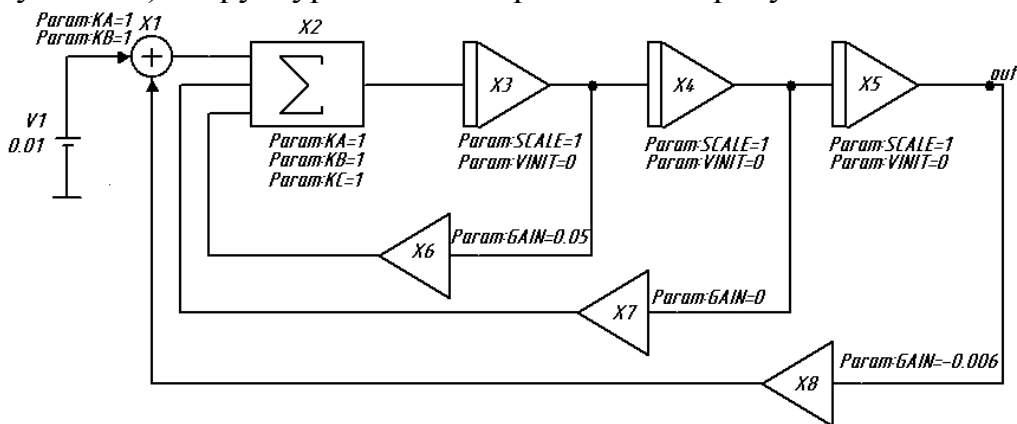 Param:KA=1 X1
Param:KB=1
X2
V1
0.01
Param:KA=1
Param:KB=1
Param:KC=1
X3
Param:SCALE=1
Param:VINIT=0
X4
Param:SCALE=1
Param:VINIT=0
X5
Param:SCALE=1
Param:VINIT=0
out
X6
Param:GAIN=0.05
X7
Param:GAIN=0
X8
Param:GAIN=-0.006